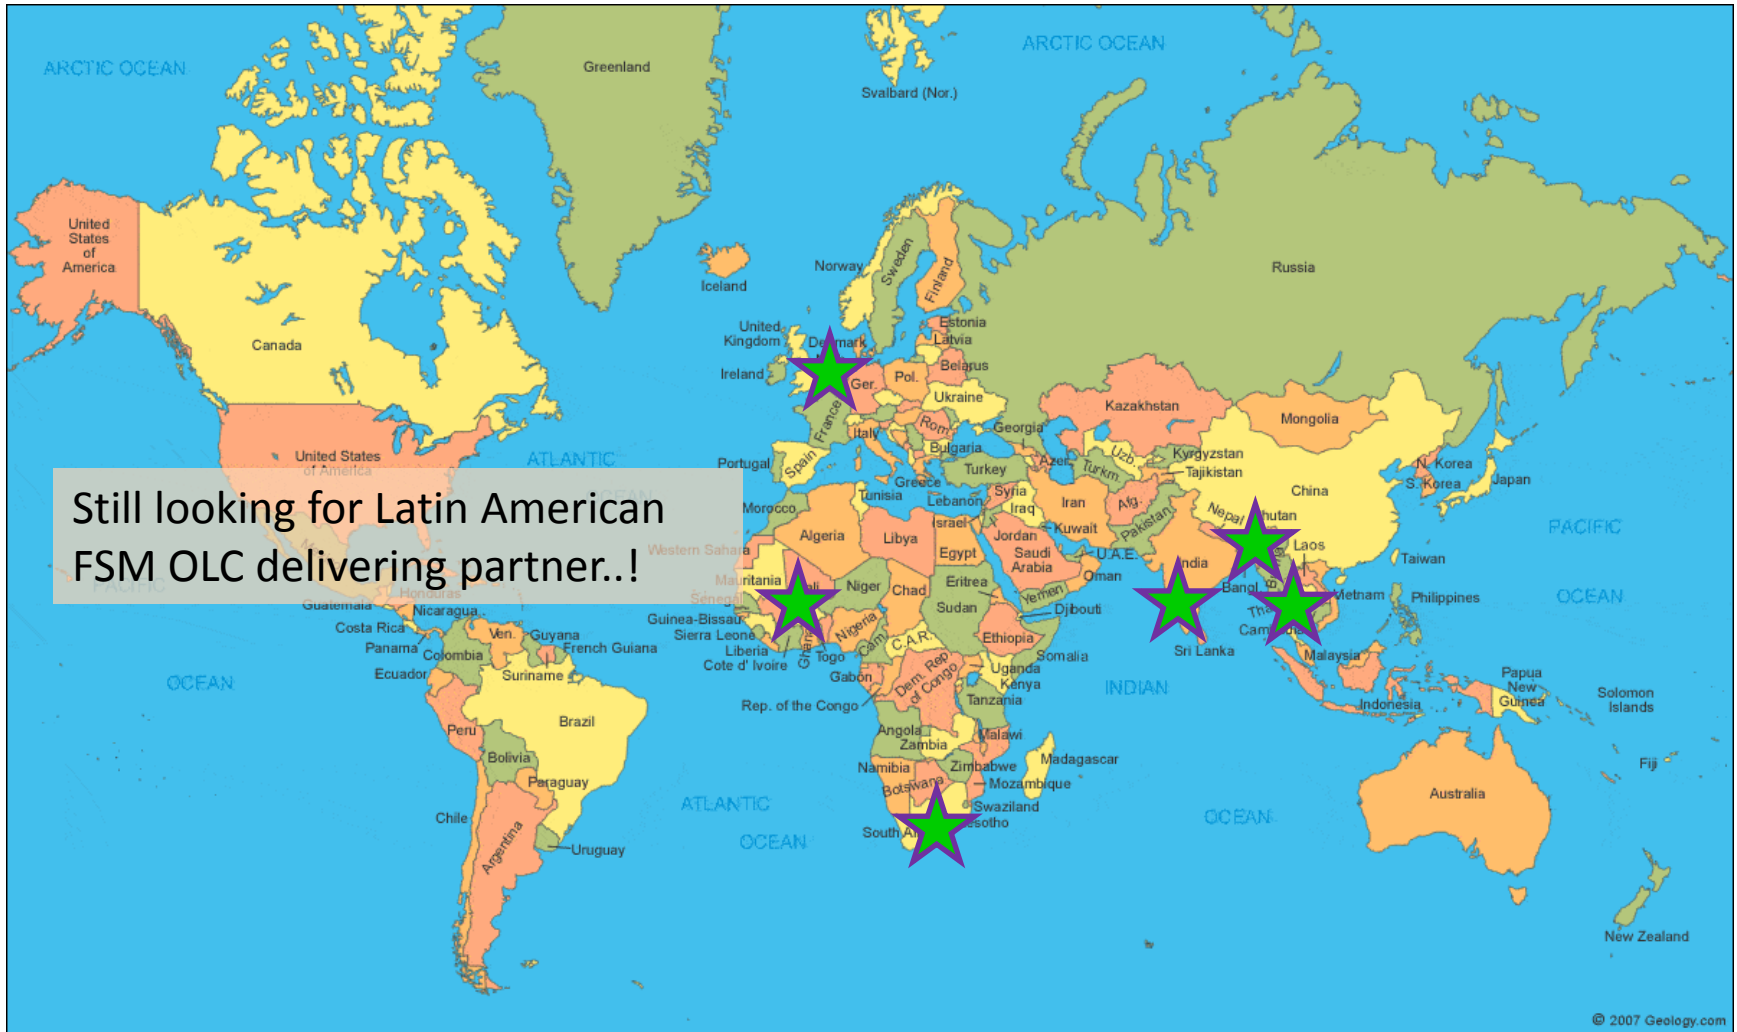 ARCTIC OCEAN
ARCTIC OCEAN
Greenland
Svalbard (Nor.)
United
States
of
America
Russia
Iceland
Norway
Sweden
Finland
Canada
United
Kingdom
Estonia
Latvia
Ireland
Belarus
Ger.
Pol.
Ukraine
Kazakhstan
Mongolia
France
Italy
Rom.
Georgia
Bulgaria
United States
of America
ATLANTIC
OCEAN
Portugal
Spain
Turkey
Azer.
Uzb.
Turkm.
Kyrgyzstan
Tajikistan
N. Korea
S. Korea
Japan
China
Greece
Tunisia
Lebanon
Syria
Iraq
Iran
Afg.
Pakistan
Nepal
Still looking for Latin American
FSM OLC delivering partner..!
Morocco
Algeria
Libya
Israel
Egypt
Jordan
Kuwait
Saudi
Arabia
U.A.E.
Oman
India
Laos
Taiwan
PACIFIC
OCEAN
Western Sahara
Mauritania
Niger
Chad
Eritrea
Sudan
Yemen
Djibouti
Philippines
PACIFIC
Honduras
Senegal
Guatemala
Nicaragua
Guinea-Bissau
Sierra Leone
Liberia
Cote d' Ivoire
Togo
Nigeria
Cam.
C.A.R.
Ethiopia
Somalia
Costa Rica
Panama
Ven.
Guyana
French Guiana
Colombia
Ecuador
Suriname
Gabon
Rep. of the Congo
Dem. Rep.
of Congo
Uganda
Kenya
Tanzania
Sri Lanka
Malaysia
Indonesia
Papua
New
Guinea
Solomon
Islands
OCEAN
INDIAN
Brazil
Peru
Bolivia
Paraguay
Chile
Argentina
Uruguay
Angola
Zambia
Malawi
Namibia
Zimbabwe
Botswana
Mozambique
Madagascar
Swaziland
ATLANTIC
OCEAN
OCEAN
Fiji
Australia
New Zealand
© 2007 Geology.com